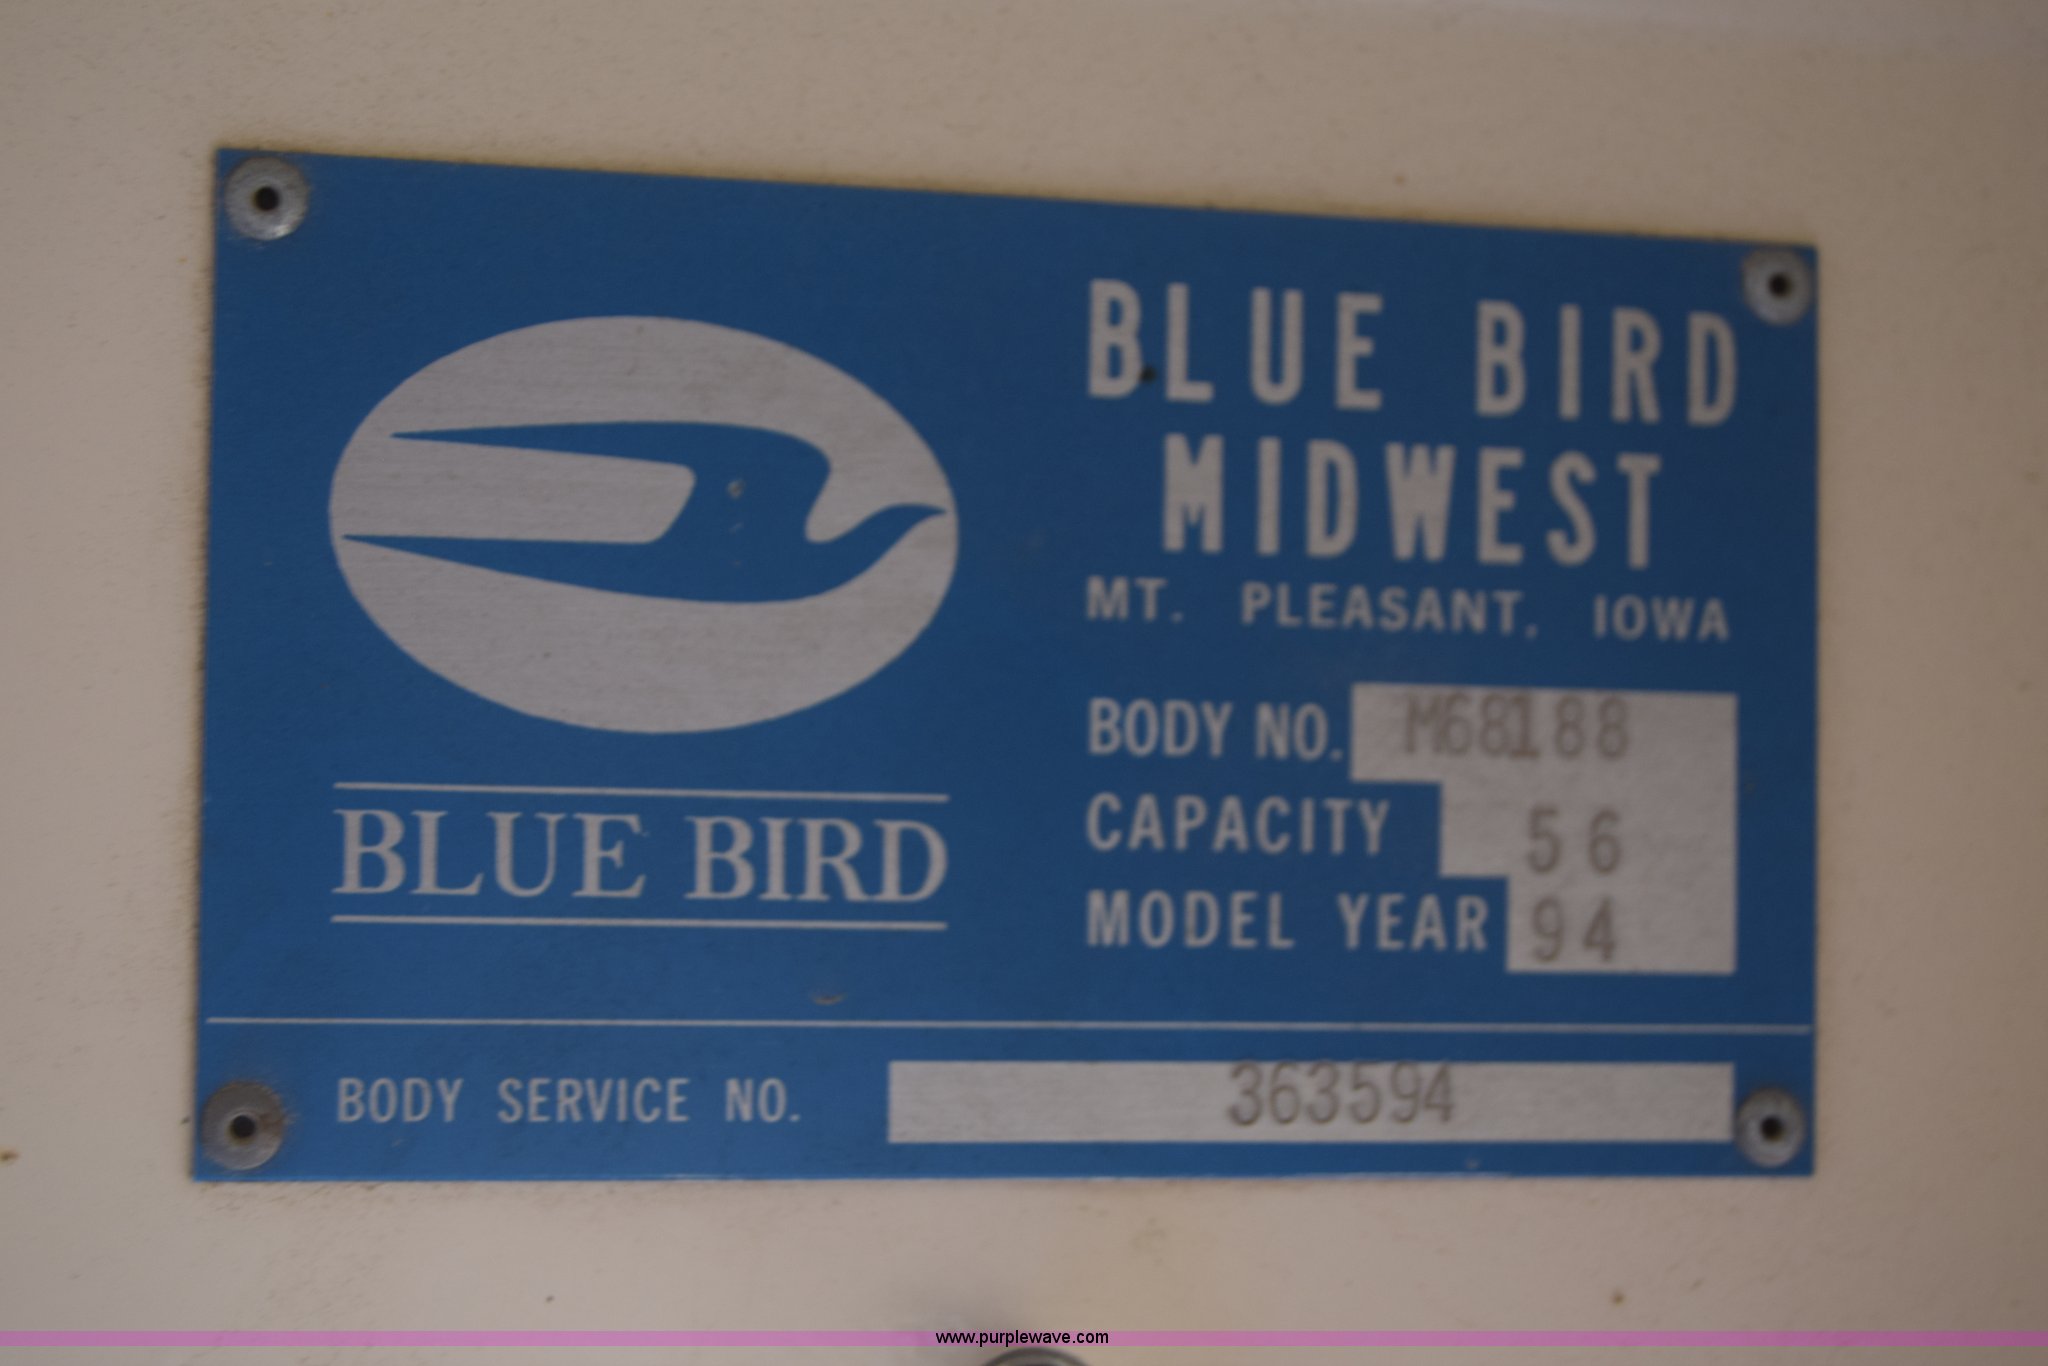 BLUE BIRD
BLUE BIRD
MIDWEST
MT. PLEASANT, IOWA
BODY NO. M68188
CAPACITY 56
MODEL YEAR 94
BODY SERVICE NO. 363594
www.purplewave.com